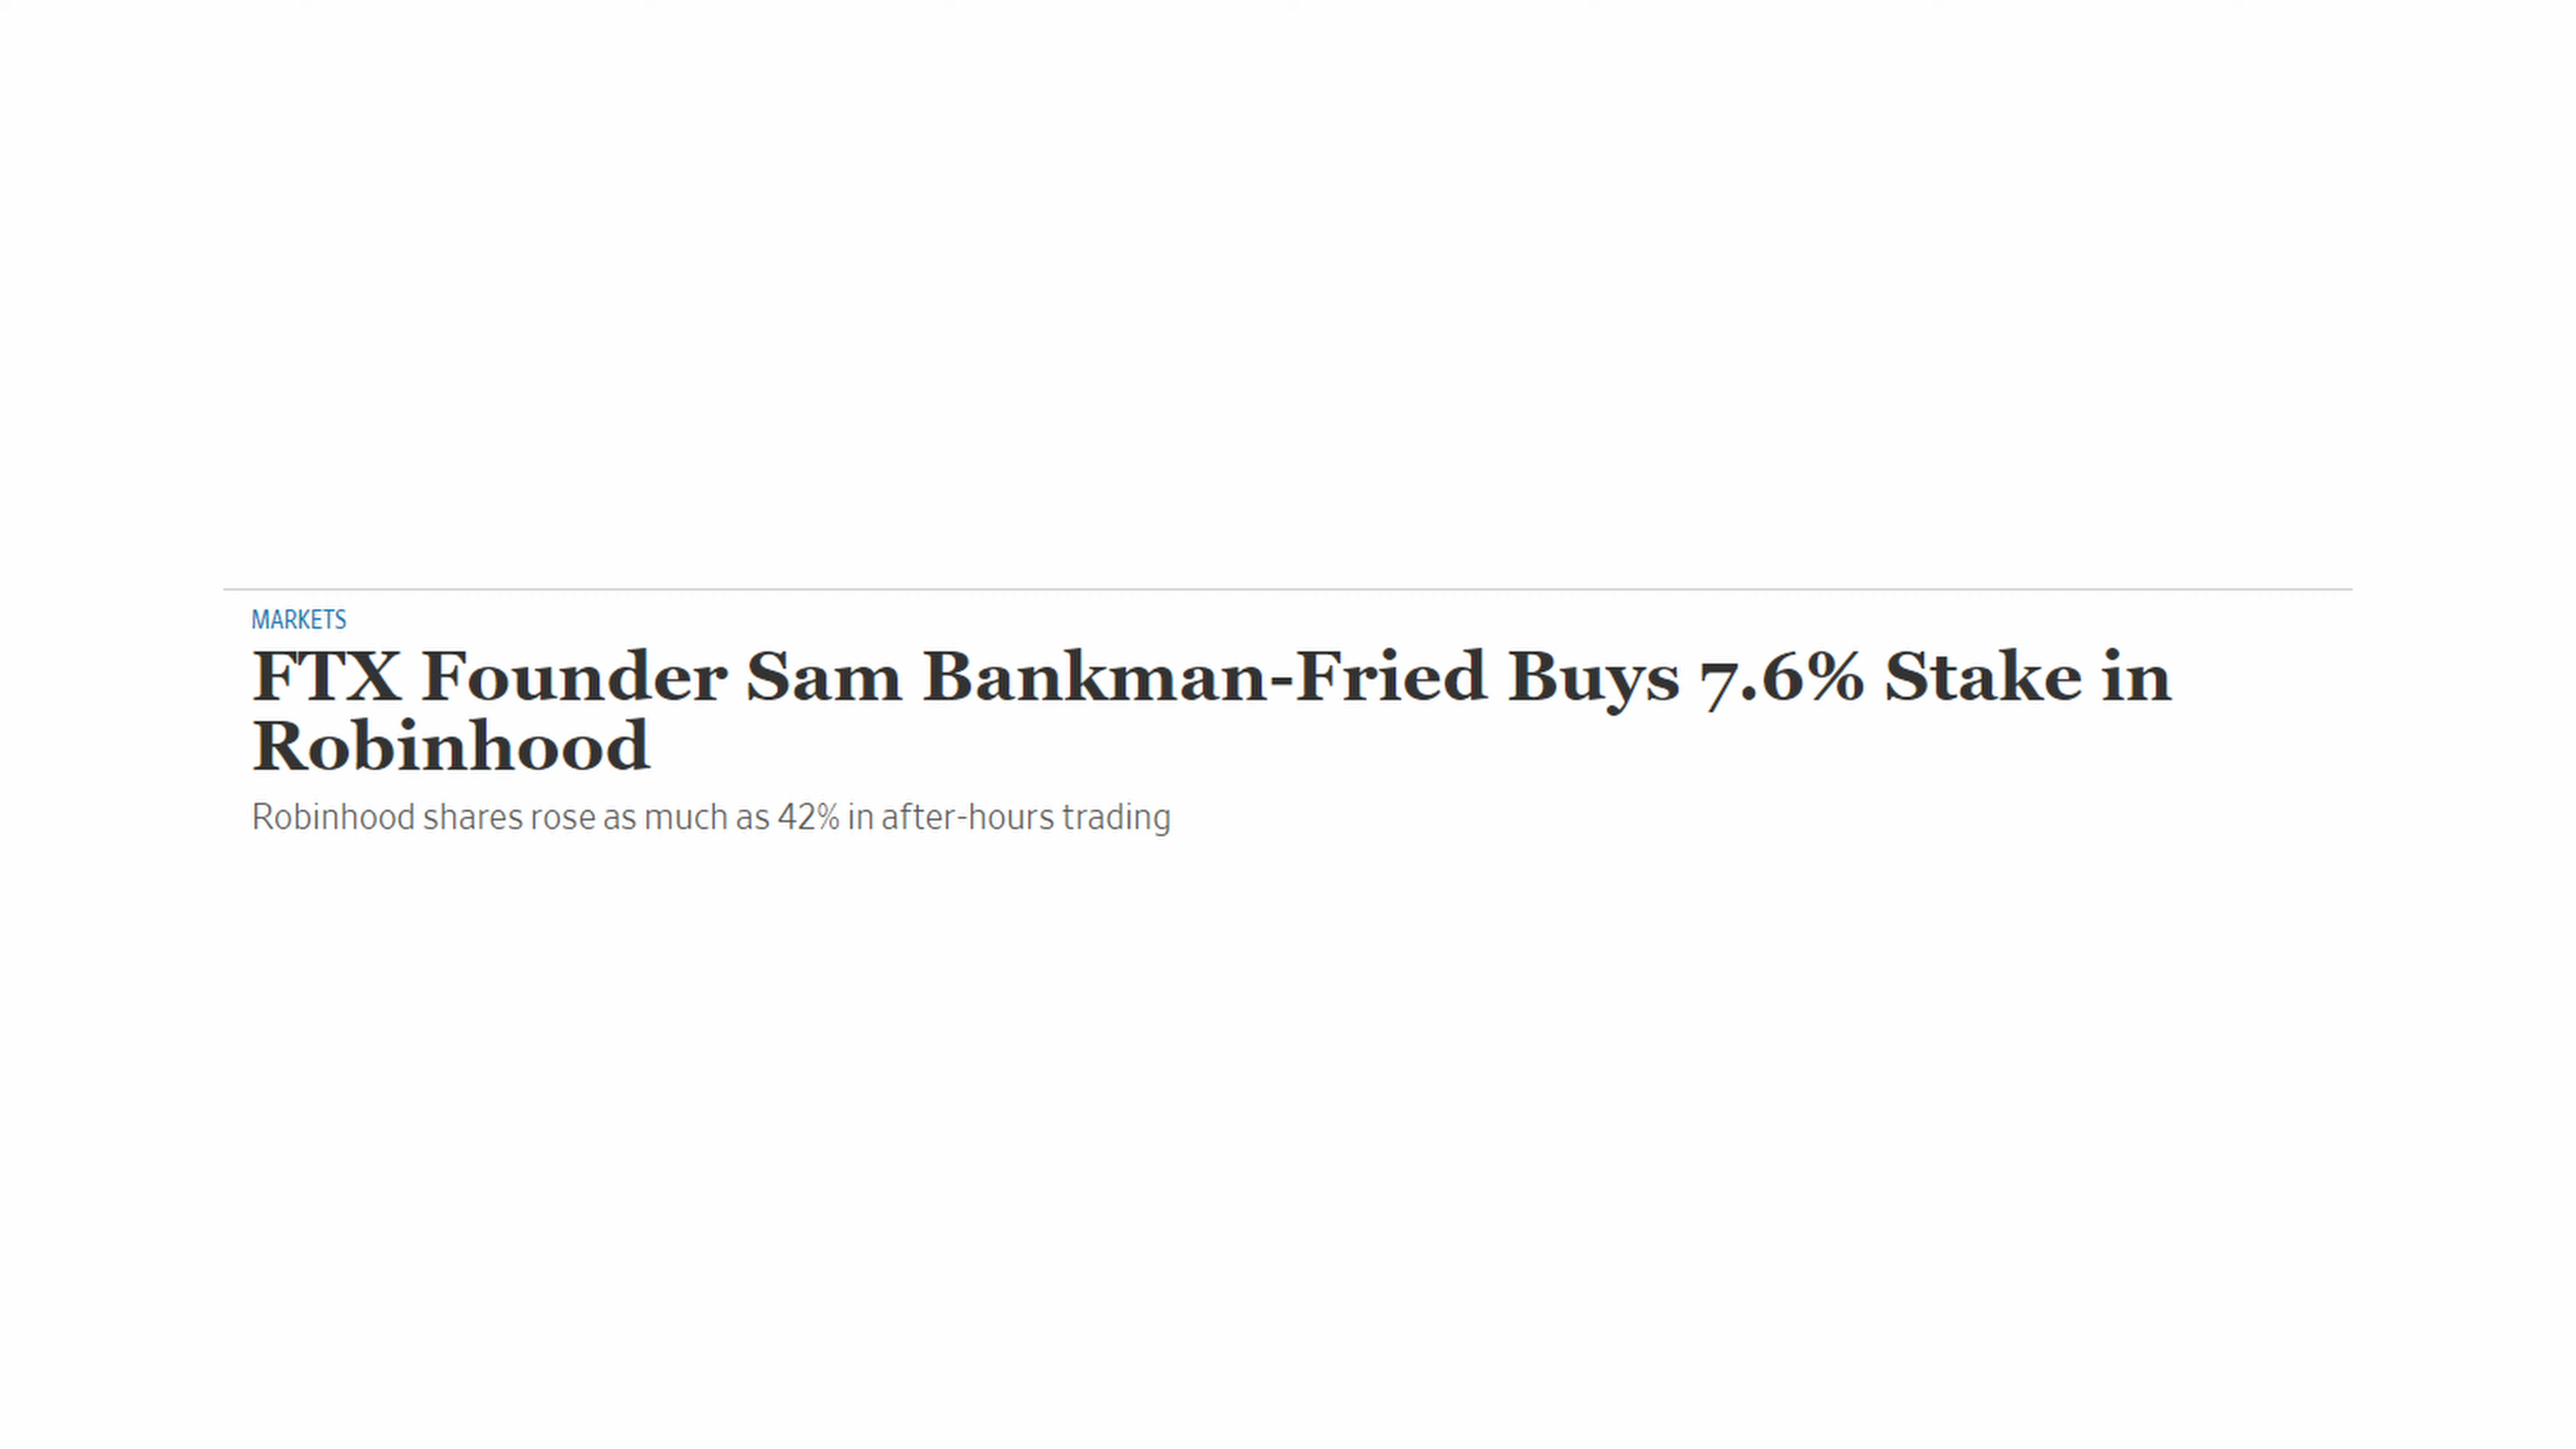 MARKETS
FTX Founder Sam Bankman-Fried Buys 7.6% Stake in
Robinhood
Robinhood shares rose as much as 42% in after-hours trading